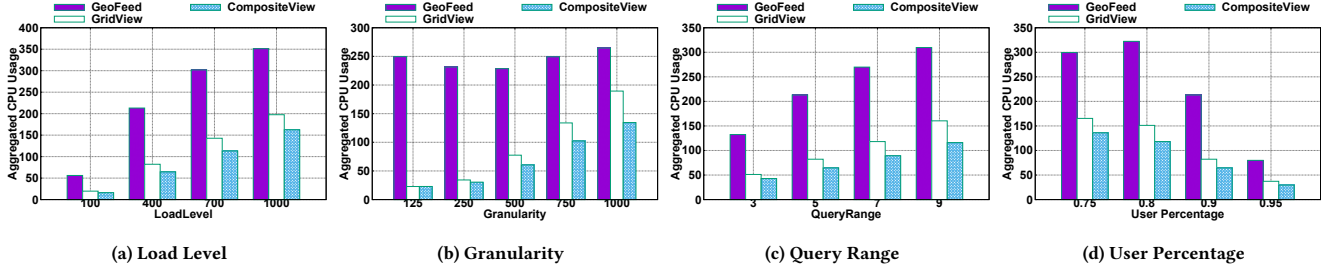 GeoFeed
GridView
CompositeView
Aggregated CPU Usage
400
350
300
250
200
150
100
50
0
100
400
700
1000
LoadLevel
(a) Load Level
GeoFeed
GridView
CompositeView
Aggregated CPU Usage
300
250
200
150
100
50
0
125
250
500
750
1000
Granularity
(b) Granularity
GeoFeed
GridView
CompositeView
Aggregated CPU Usage
350
300
250
200
150
100
50
0
3
5
7
9
QueryRange
(c) Query Range
GeoFeed
GridView
CompositeView
Aggregated CPU Usage
350
300
250
200
150
100
50
0
0.75
0.8
0.9
0.95
User Percentage
(d) User Percentage